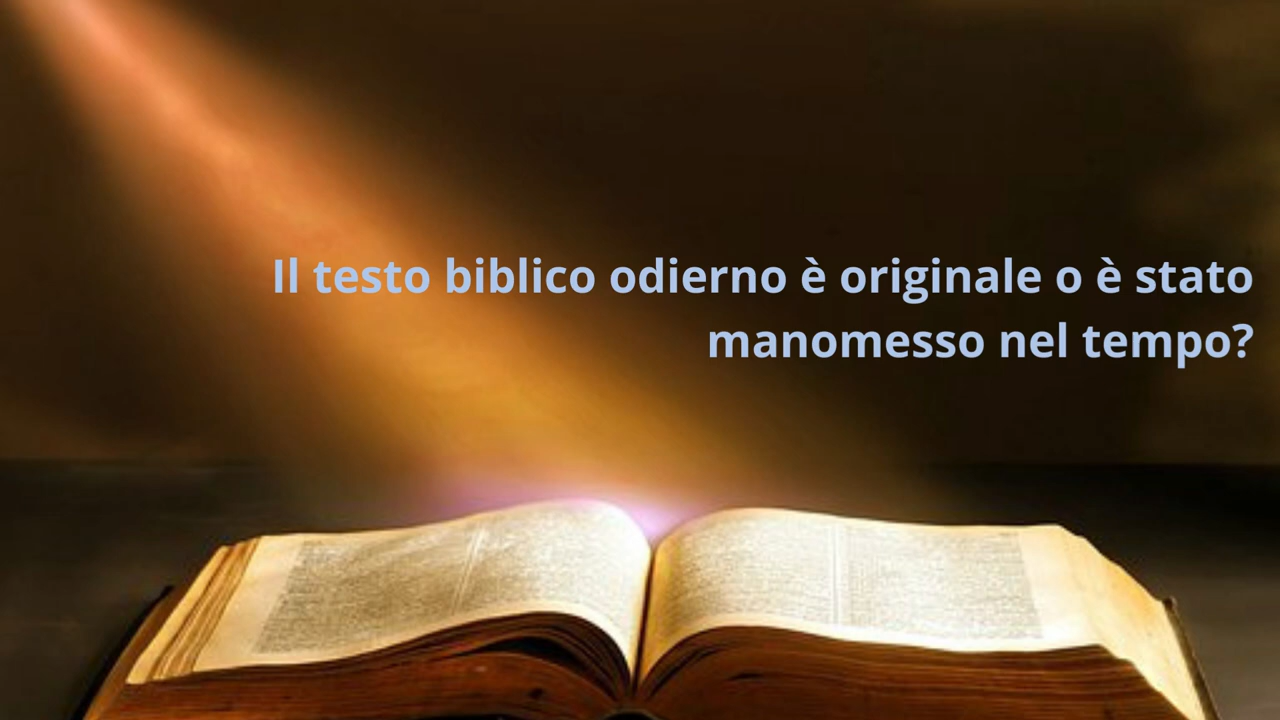 Il testo biblico odierno è originale o è stato
manomesso nel tempo?